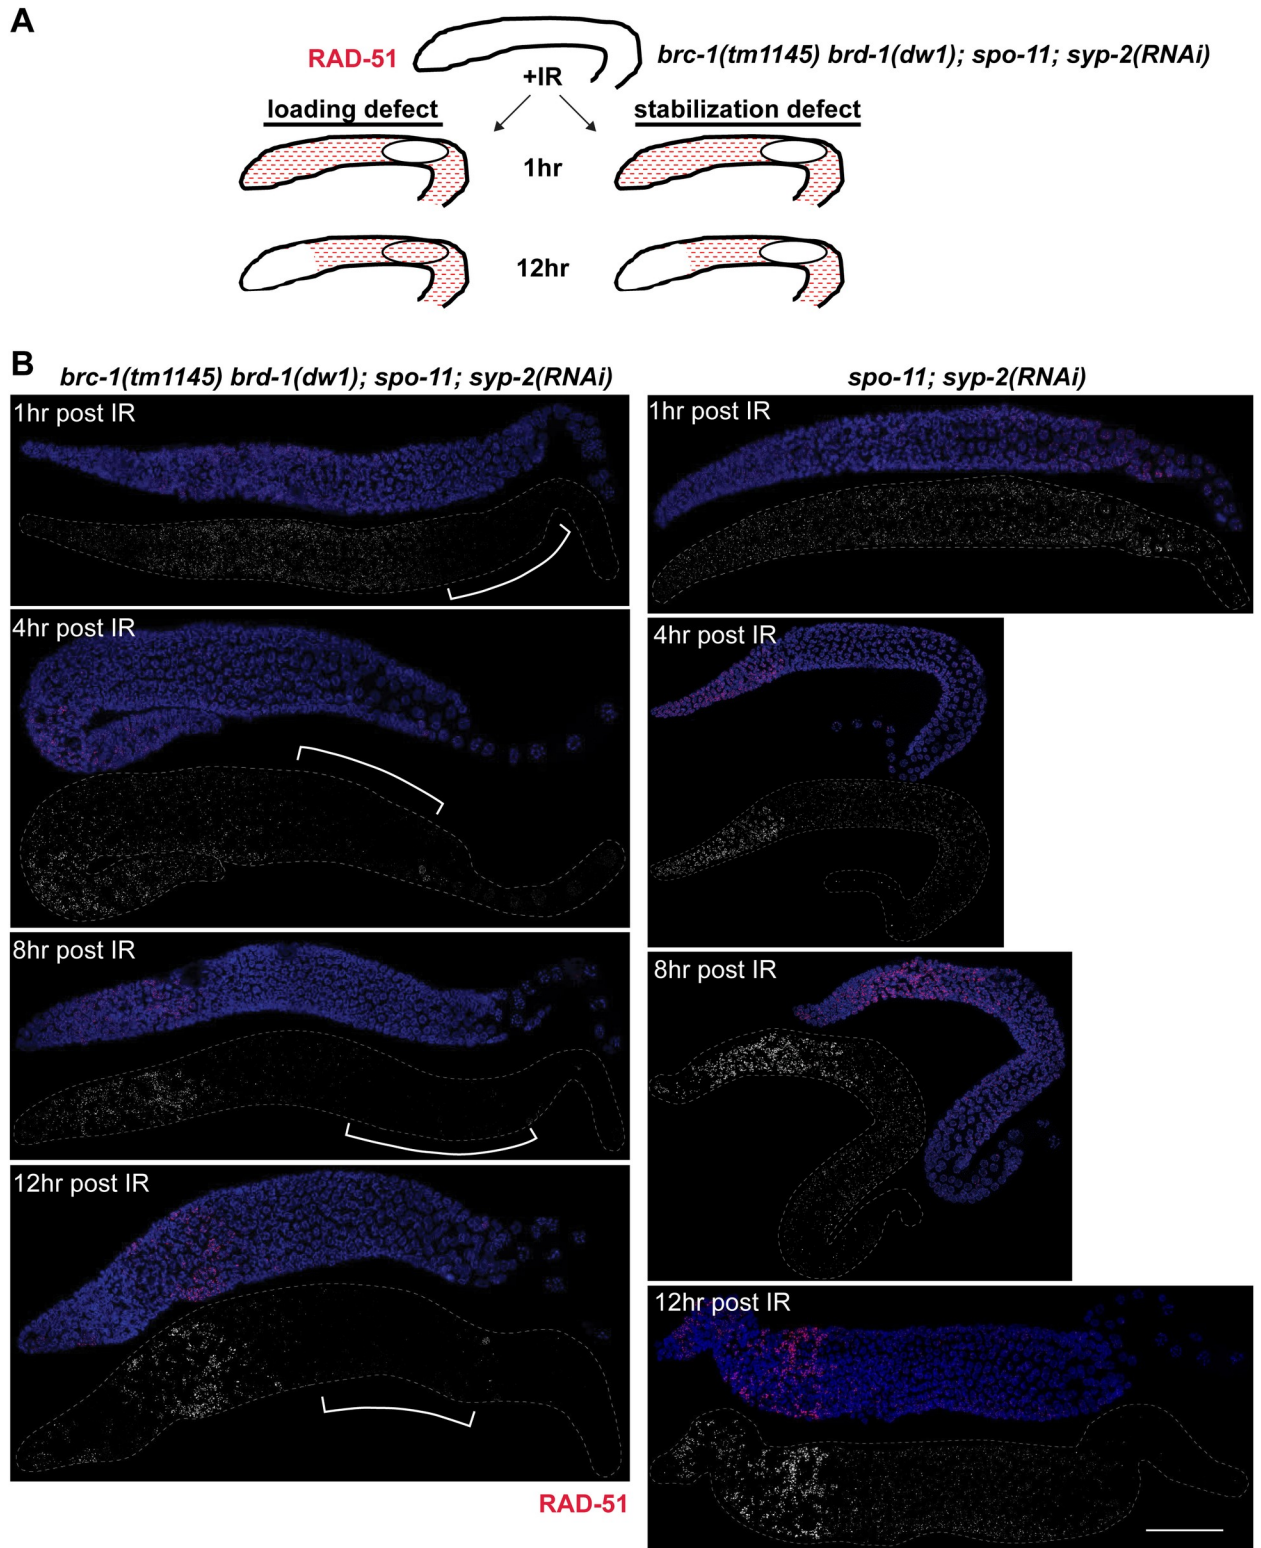 A
RAD-51
brc-1(tm1145) brd-1(dw1); spo-11; syp-2(RNAi)
+IR
loading defect
stabilization defect
1hr
12hr
B
brc-1(tm1145) brd-1(dw1); spo-11; syp-2(RNAi)
spo-11; syp-2(RNAi)
1hr post IR
1hr post IR
4hr post IR
4hr post IR
8hr post IR
8hr post IR
12hr post IR
12hr post IR
RAD-51